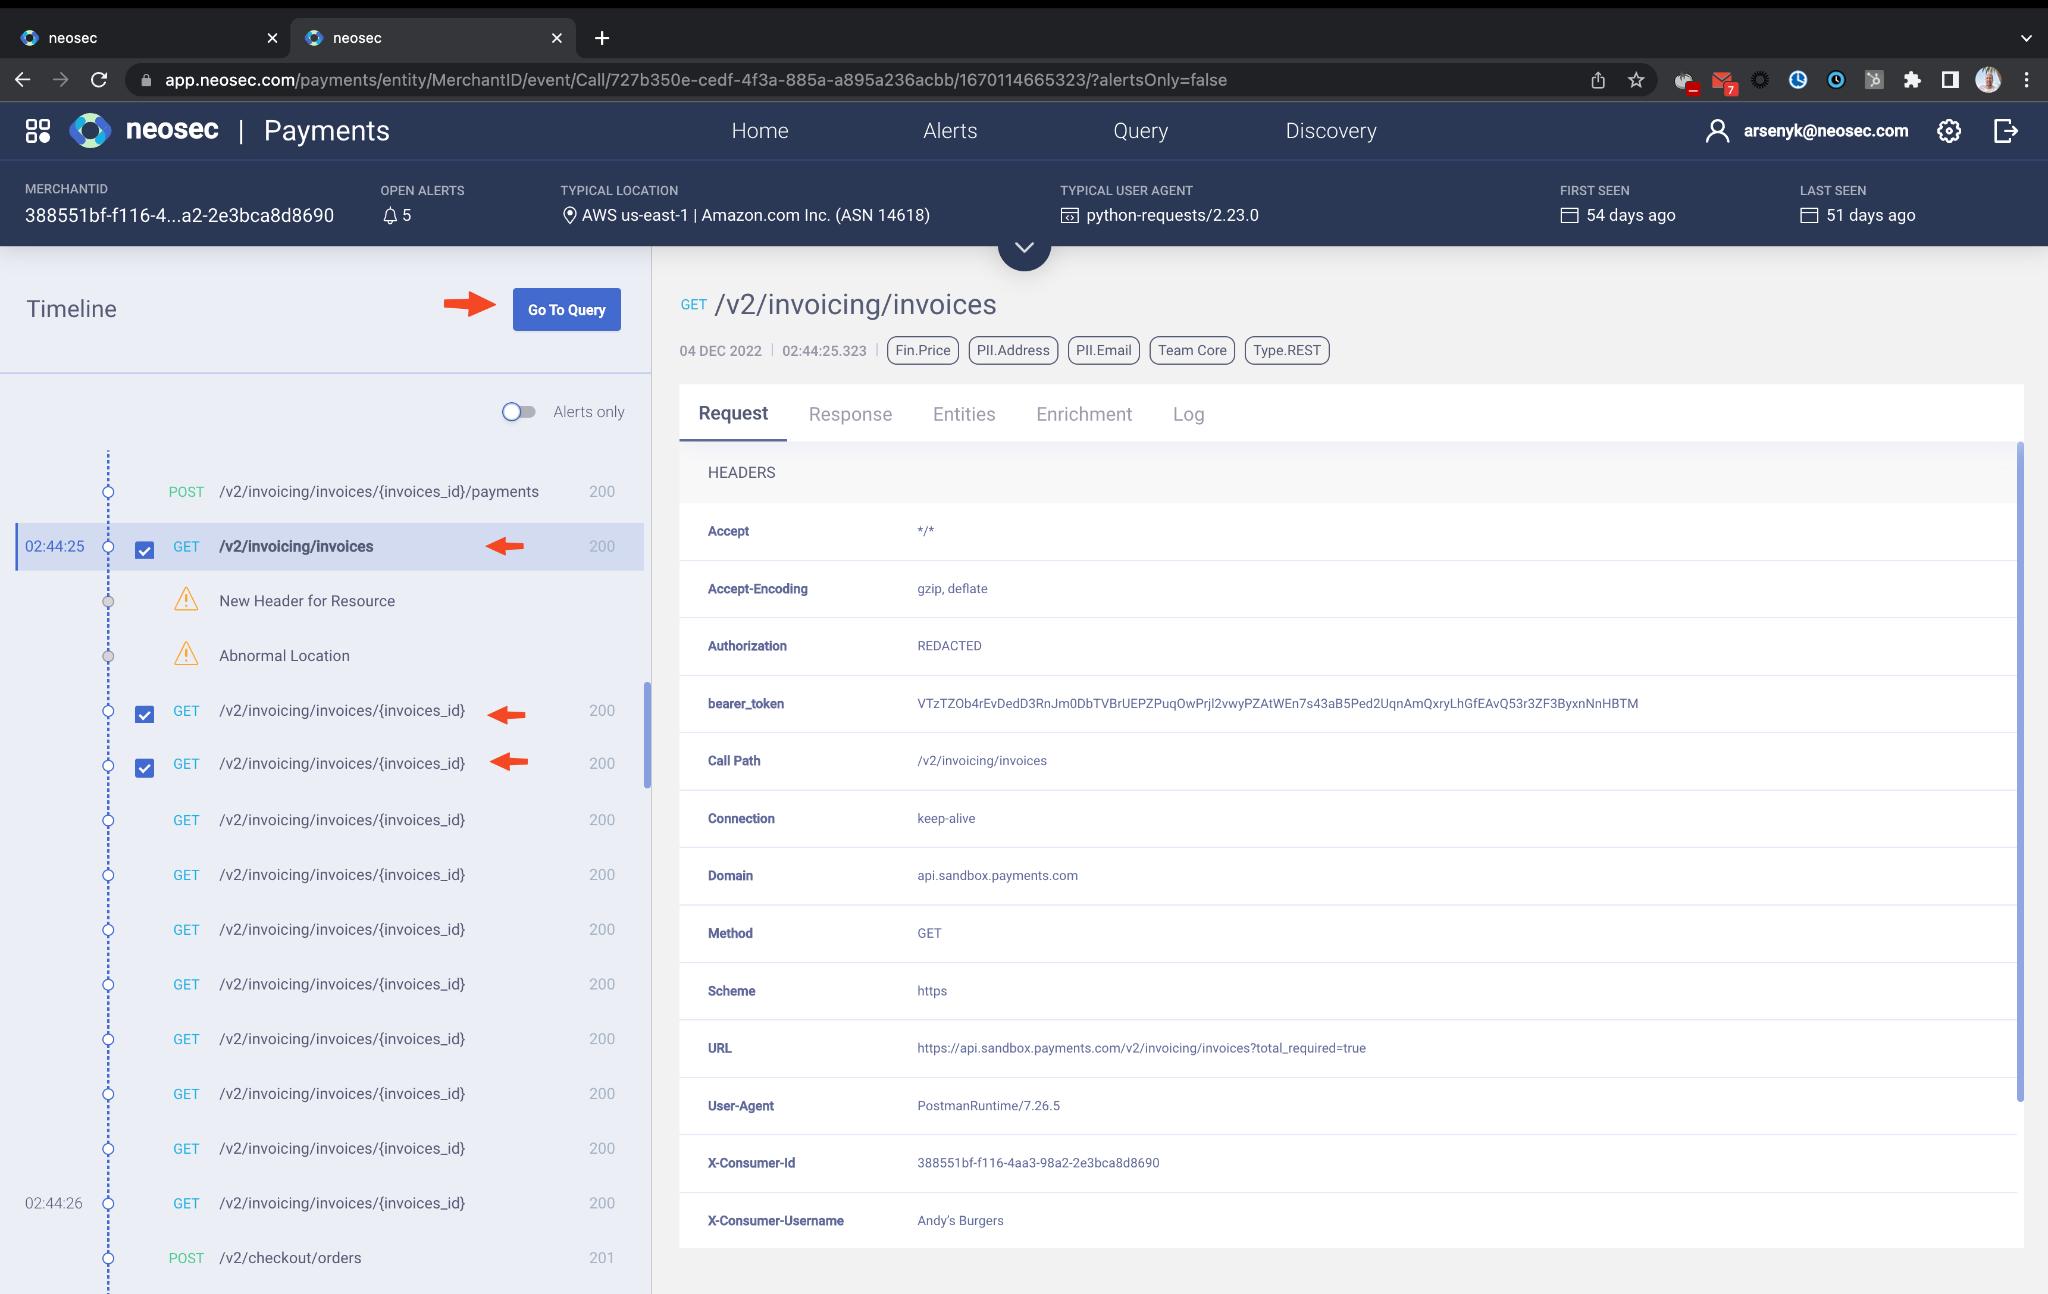 neosec
neosec
app.neosec.com/payments/entity/MerchantID/event/Call/727b350e-cedf-4f3a-885a-a895a236acbb/1670114665323/?alertsOnly=false
7
neosec | Payments
Home
Alerts
Query
Discovery
arsenyk@neosec.com
MERCHANTID
388551bf-f116-4...a2-2e3bca8d8690
OPEN ALERTS
5
TYPICAL LOCATION
AWS us-east-1 | Amazon.com Inc. (ASN 14618)
TYPICAL USER AGENT
python-requests/2.23.0
FIRST SEEN
54 days ago
LAST SEEN
51 days ago
Timeline
Go To Query
Alerts only
POST /v2/invoicing/invoices/{invoices_id}/payments 200
02:44:25 GET /v2/invoicing/invoices 200
New Header for Resource
Abnormal Location
GET /v2/invoicing/invoices/{invoices_id} 200
GET /v2/invoicing/invoices/{invoices_id} 200
GET /v2/invoicing/invoices/{invoices_id} 200
GET /v2/invoicing/invoices/{invoices_id} 200
GET /v2/invoicing/invoices/{invoices_id} 200
GET /v2/invoicing/invoices/{invoices_id} 200
GET /v2/invoicing/invoices/{invoices_id} 200
GET /v2/invoicing/invoices/{invoices_id} 200
GET /v2/invoicing/invoices/{invoices_id} 200
02:44:26 GET /v2/invoicing/invoices/{invoices_id} 200
POST /v2/checkout/orders 201
GET /v2/invoicing/invoices
04 DEC 2022 | 02:44:25.323 | Fin.Price PII.Address PII.Email Team Core Type.REST
Request Response Entities Enrichment Log
HEADERS
Accept */*
Accept-Encoding gzip, deflate
Authorization REDACTED
bearer_token VTzTZOb4rEvDedD3RnJm0DbTVBrUEPZPuqOwPrjl2vwyPZAtWEn7s43aB5Ped2UqnAmQxryLhGfEAvQ53r3ZF3ByxnNnHBTM
Call Path /v2/invoicing/invoices
Connection keep-alive
Domain api.sandbox.payments.com
Method GET
Scheme https
URL https://api.sandbox.payments.com/v2/invoicing/invoices?total_required=true
User-Agent PostmanRuntime/7.26.5
X-Consumer-Id 388551bf-f116-4aa3-98a2-2e3bca8d8690
X-Consumer-Username Andy's Burgers